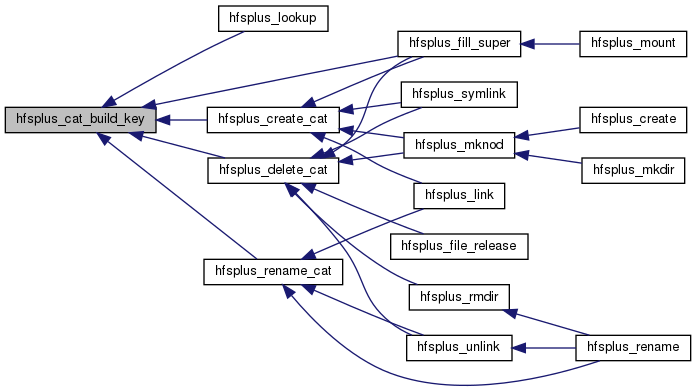 hfsplus_lookup
hfsplus_fill_super
hfsplus_mount
hfsplus_symlink
hfsplus_cat_build_key
hfsplus_create_cat
hfsplus_create
hfsplus_mknod
hfsplus_delete_cat
hfsplus_mkdir
hfsplus_link
hfsplus_file_release
hfsplus_rename_cat
hfsplus_rmdir
hfsplus_unlink
hfsplus_rename